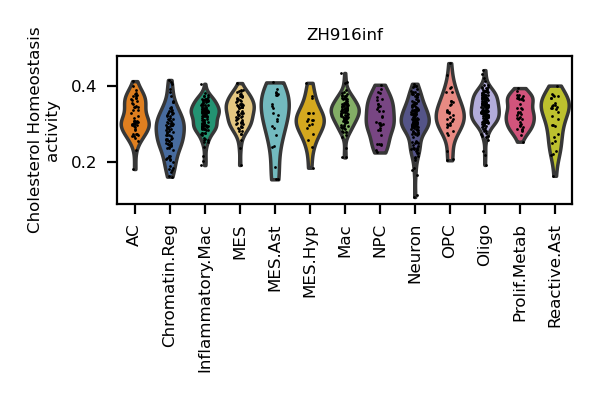 ZH916inf
Cholesterol Homeostasis
activity
0.4
0.2
AC
Chromatin.Reg
Inflammatory.Mac
MES
MES.Ast
MES.Hyp
Mac
NPC
Neuron
OPC
Oligo
Prolif.Metab
Reactive.Ast